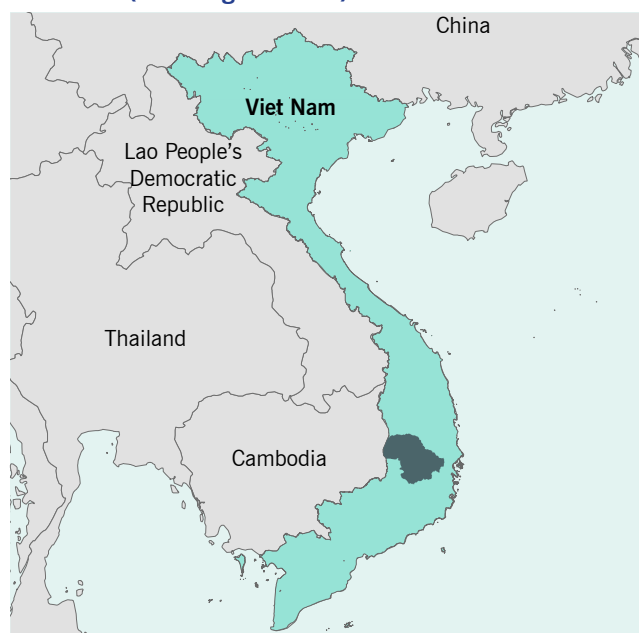 China
Viet Nam
Lao People’s
Democratic
Republic
Thailand
Cambodia